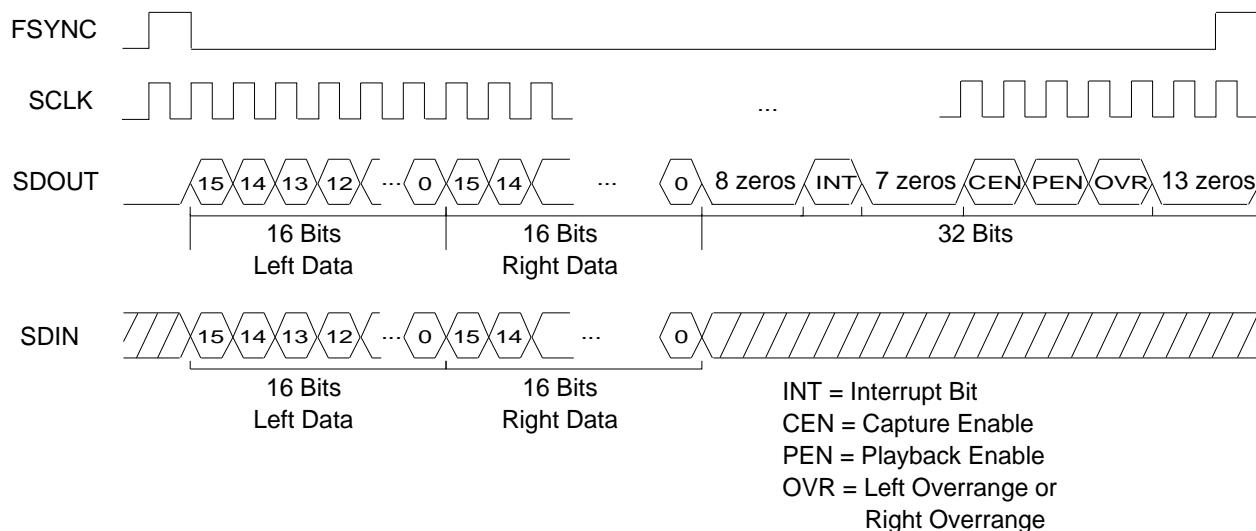 FSYNC
SCLK
...
SDOUT
15 14 13 12 ... 0 15 14 ... 0 8 zeros INT 7 zeros CEN PEN OVR 13 zeros
16 Bits
Left Data
16 Bits
Right Data
32 Bits
SDIN
15 14 13 12 ... 0 15 14 ... 0
16 Bits
Left Data
16 Bits
Right Data
INT = Interrupt Bit
CEN = Capture Enable
PEN = Playback Enable
OVR = Left Overrange or
Right Overrange